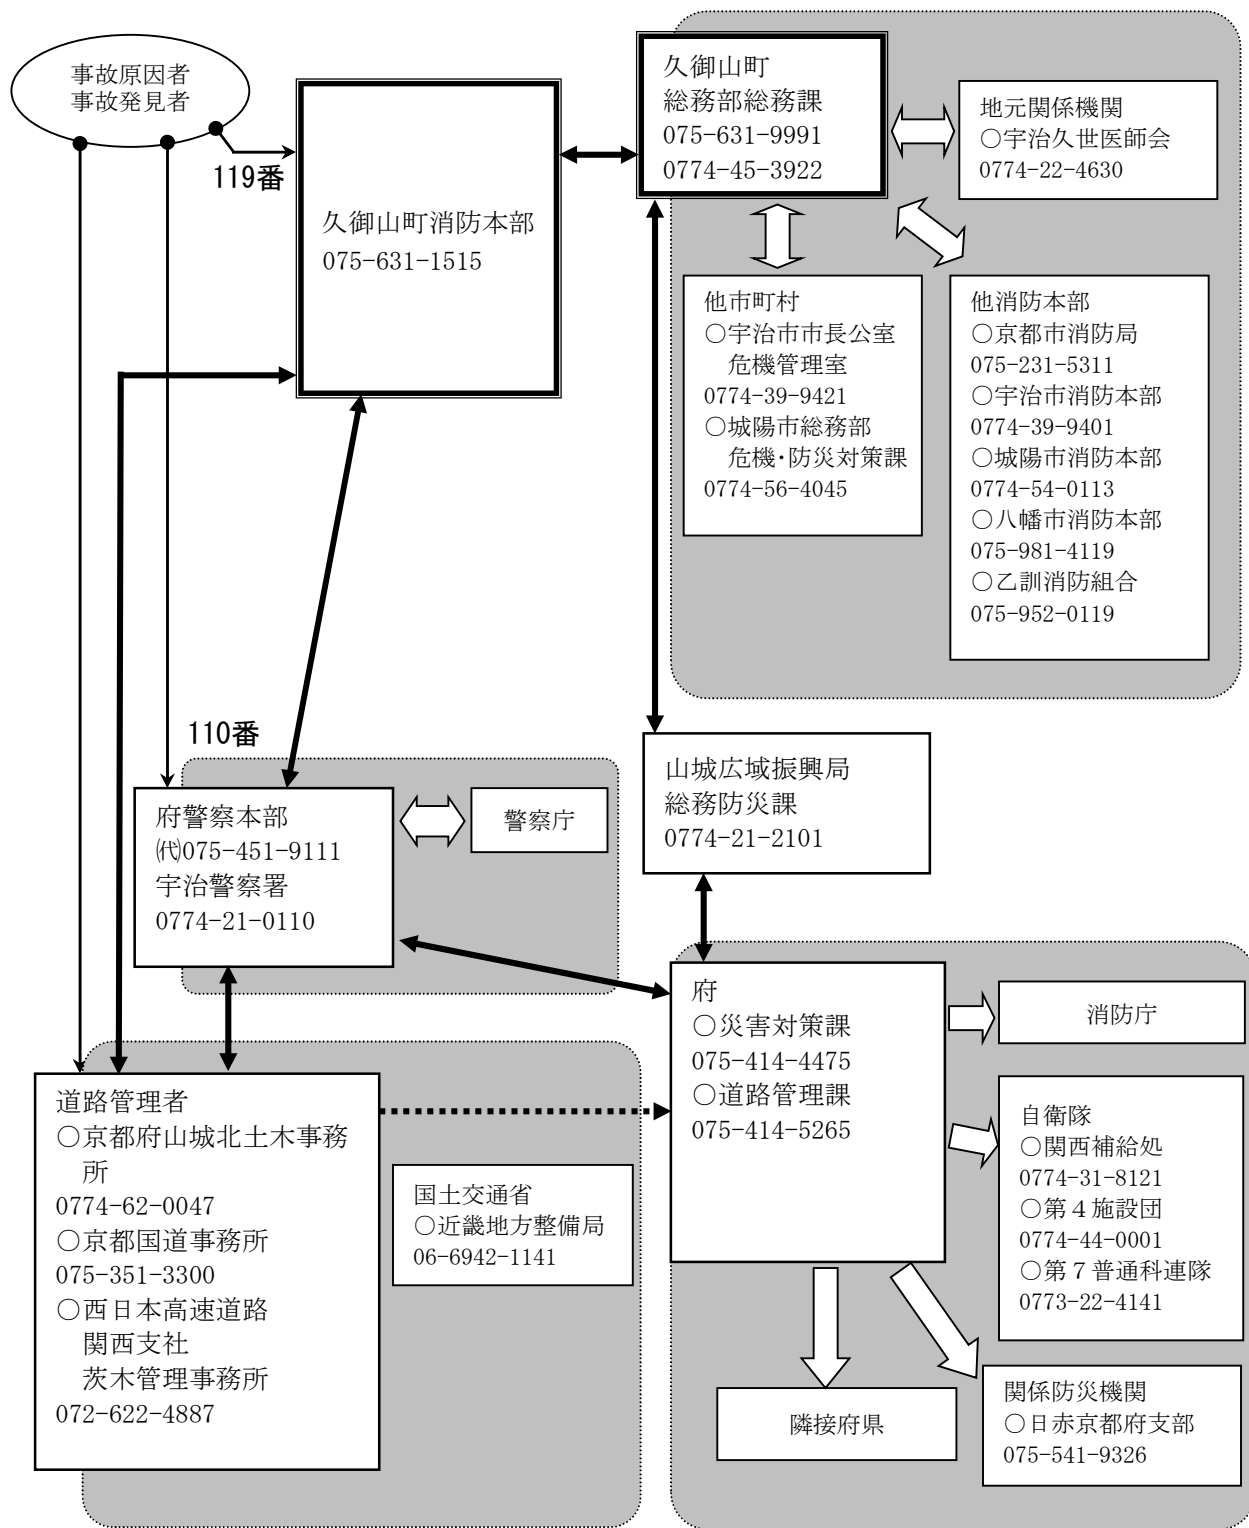 事故原因者
事故発見者
119番
久御山町消防本部
075-631-1515
久御山町
総務部総務課
075-631-9991
0774-45-3922
地元関係機関
○宇治久世医師会
0774-22-4630
他市町村
○宇治市市長公室
危機管理室
0774-39-9421
○城陽市総務部
危機・防災対策課
0774-56-4045
他消防本部
○京都市消防局
075-231-5311
○宇治市消防本部
0774-39-9401
○城陽市消防本部
0774-54-0113
○八幡市消防本部
075-981-4119
○乙訓消防組合
075-952-0119
110番
府警察本部
㈹075-451-9111
宇治警察署
0774-21-0110
警察庁
山城広域振興局
総務防災課
0774-21-2101
府
○災害対策課
075-414-4475
○道路管理課
075-414-5265
消防庁
自衛隊
○関西補給処
0774-31-8121
○第４施設団
0774-44-0001
○第７普通科連隊
0773-22-4141
道路管理者
○京都府山城北土木事務
所
0774-62-0047
○京都国道事務所
075-351-3300
○西日本高速道路
関西支社
茨木管理事務所
072-622-4887
国土交通省
○近畿地方整備局
06-6942-1141
隣接府県
関係防災機関
○日赤京都府支部
075-541-9326